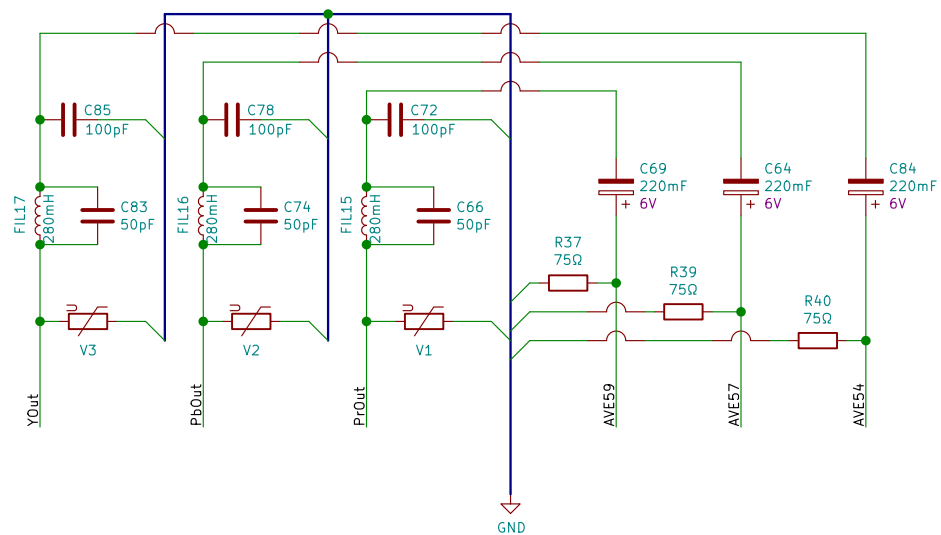 C85
100pF
C78
100pF
C72
100pF
C69
220mF
+ 6V
C64
220mF
+ 6V
C84
220mF
+ 6V
FIL17
280mH
C83
50pF
FIL16
280mH
C74
50pF
FIL15
280mH
C66
50pF
R37
75Ω
R39
75Ω
R40
75Ω
U
V3
U
V2
U
V1
YOut
PbOut
PrOut
AVE59
AVE57
AVE54
GND